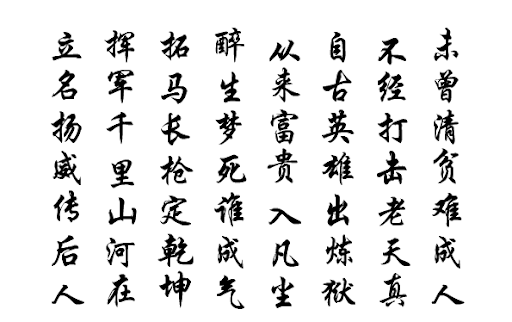 未曾清贫难成人
不经打击老天真
自古英雄出炼狱
从来富贵入凡尘
醉生梦死谁成气
拓马长枪定乾坤
挥军千里山河在
立名扬威传后人